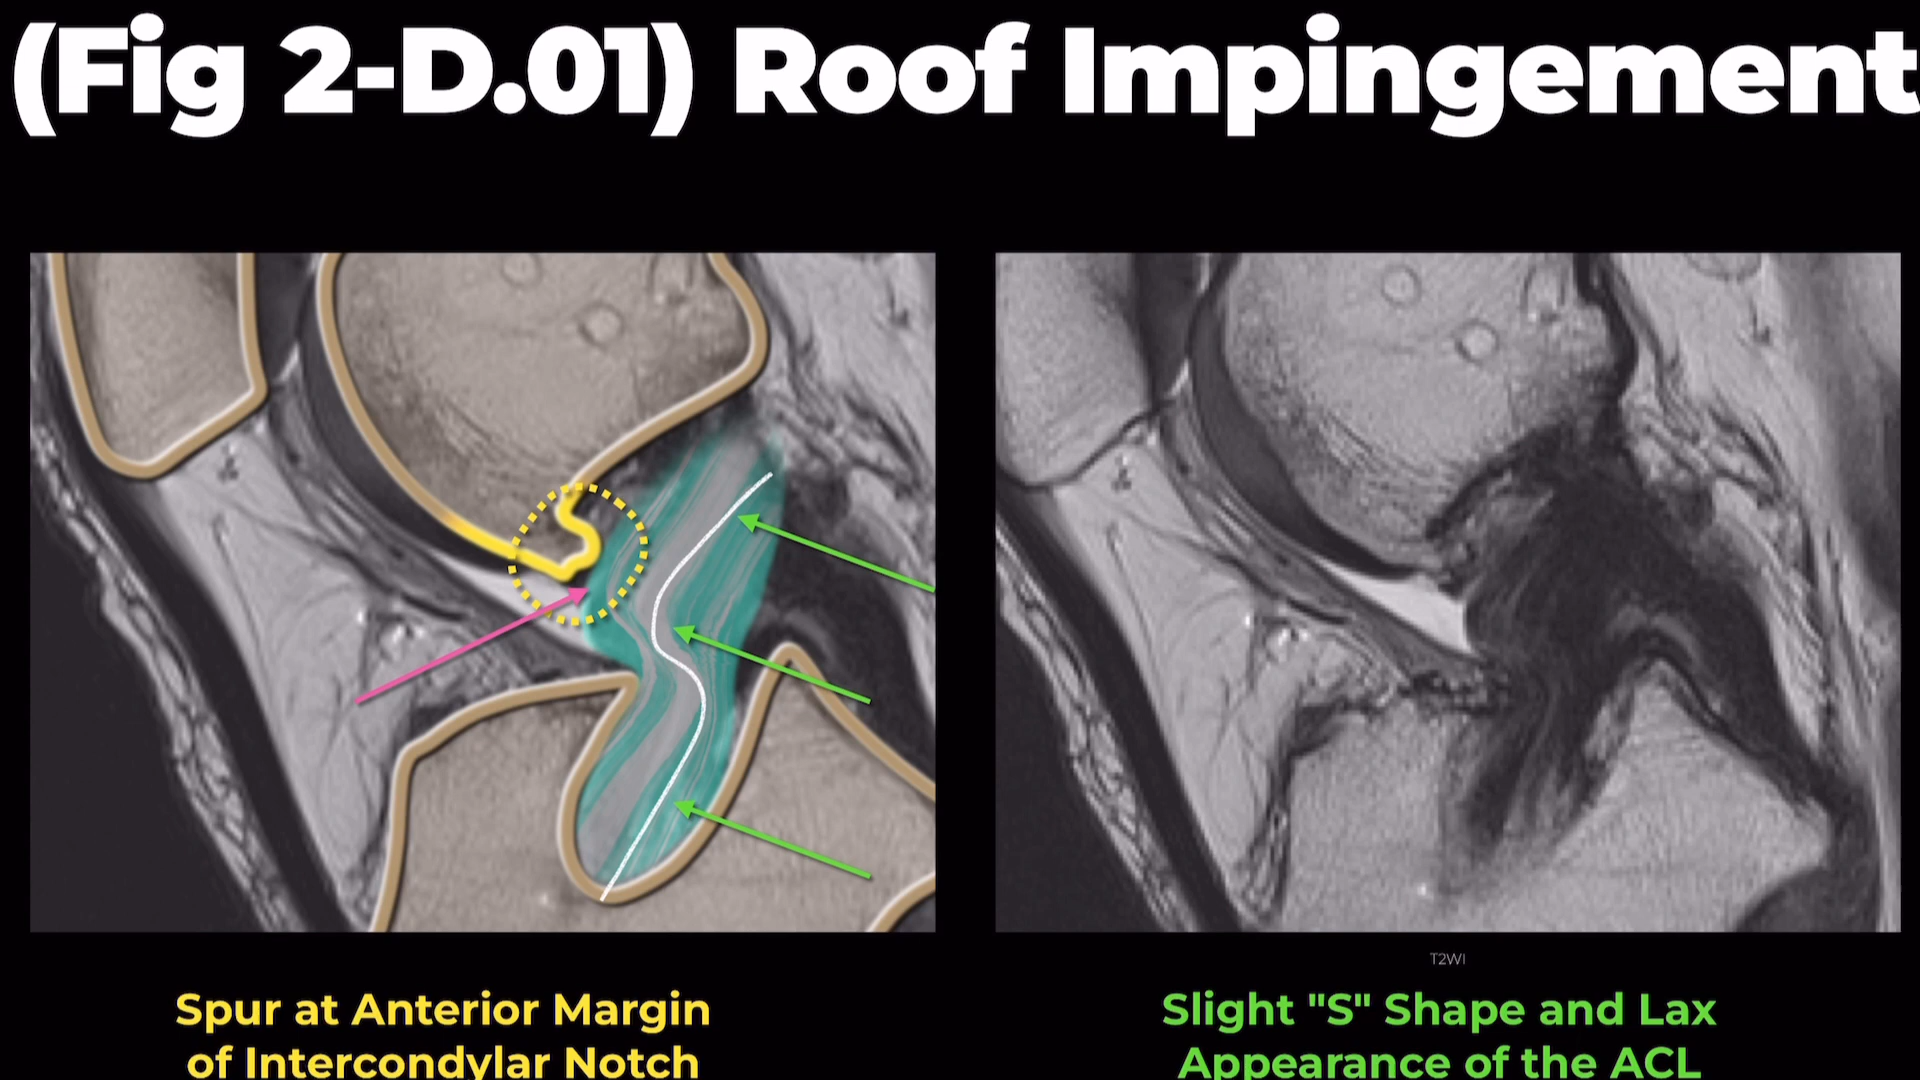 (Fig 2-D.01) Roof Impingement
T2WI
Spur at Anterior Margin
of Intercondylar Notch
Slight "S" Shape and Lax
Appearance of the ACL